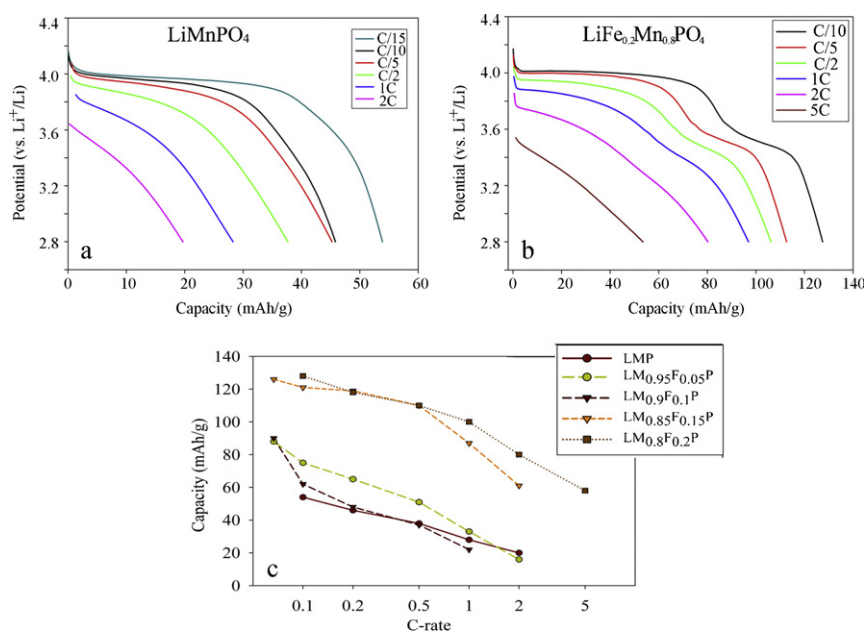 LiMnPO₄
C/15
C/10
C/5
C/2
1C
2C
Potential (vs. Li⁺/Li)
4.4
4.0
3.6
3.2
2.8
a
0 10 20 30 40 50 60
Capacity (mAh/g)
LiFe₀.₂Mn₀.₈PO₄
C/10
C/5
C/2
1C
2C
5C
Potential (vs. Li⁺/Li)
4.4
4.0
3.6
3.2
2.8
b
0 20 40 60 80 100 120 140
Capacity (mAh/g)
LMP
LM₀.₉₅F₀.₀₅P
LM₀.₉F₀.₁P
LM₀.₈₅F₀.₁₅P
LM₀.₈F₀.₂P
Capacity (mAh/g)
140
120
100
80
60
40
20
0
c
0.1 0.2 0.5 1 2 5
C-rate